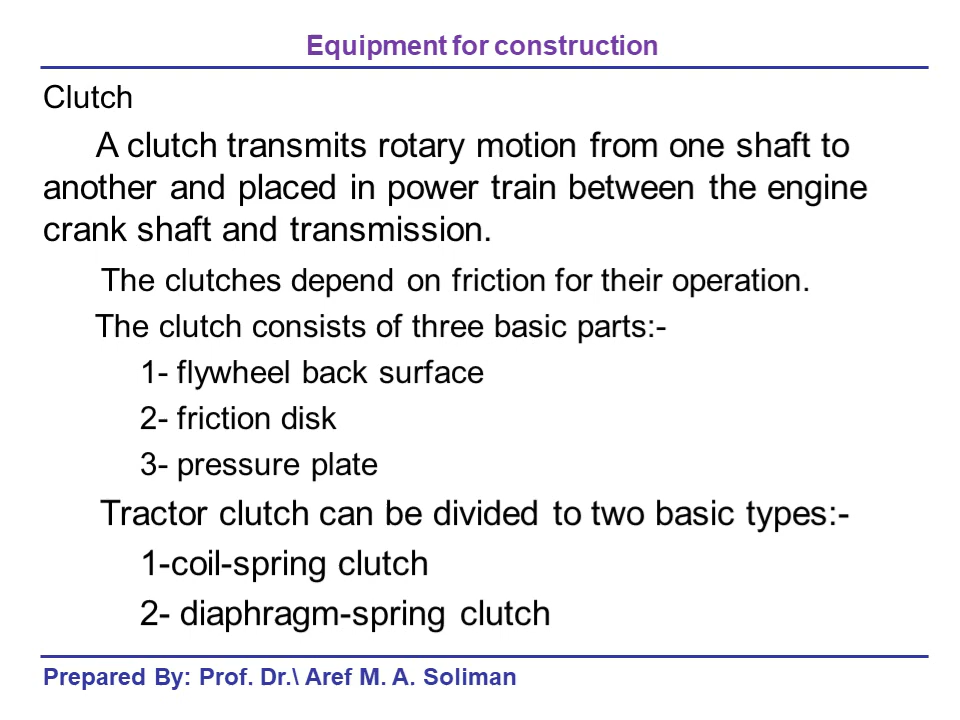 Equipment for construction
Clutch
A clutch transmits rotary motion from one shaft to
another and placed in power train between the engine
crank shaft and transmission.
The clutches depend on friction for their operation.
The clutch consists of three basic parts:-
1- flywheel back surface
2- friction disk
3- pressure plate
Tractor clutch can be divided to two basic types:-
1-coil-spring clutch
2- diaphragm-spring clutch
Prepared By: Prof. Dr.\ Aref M. A. Soliman